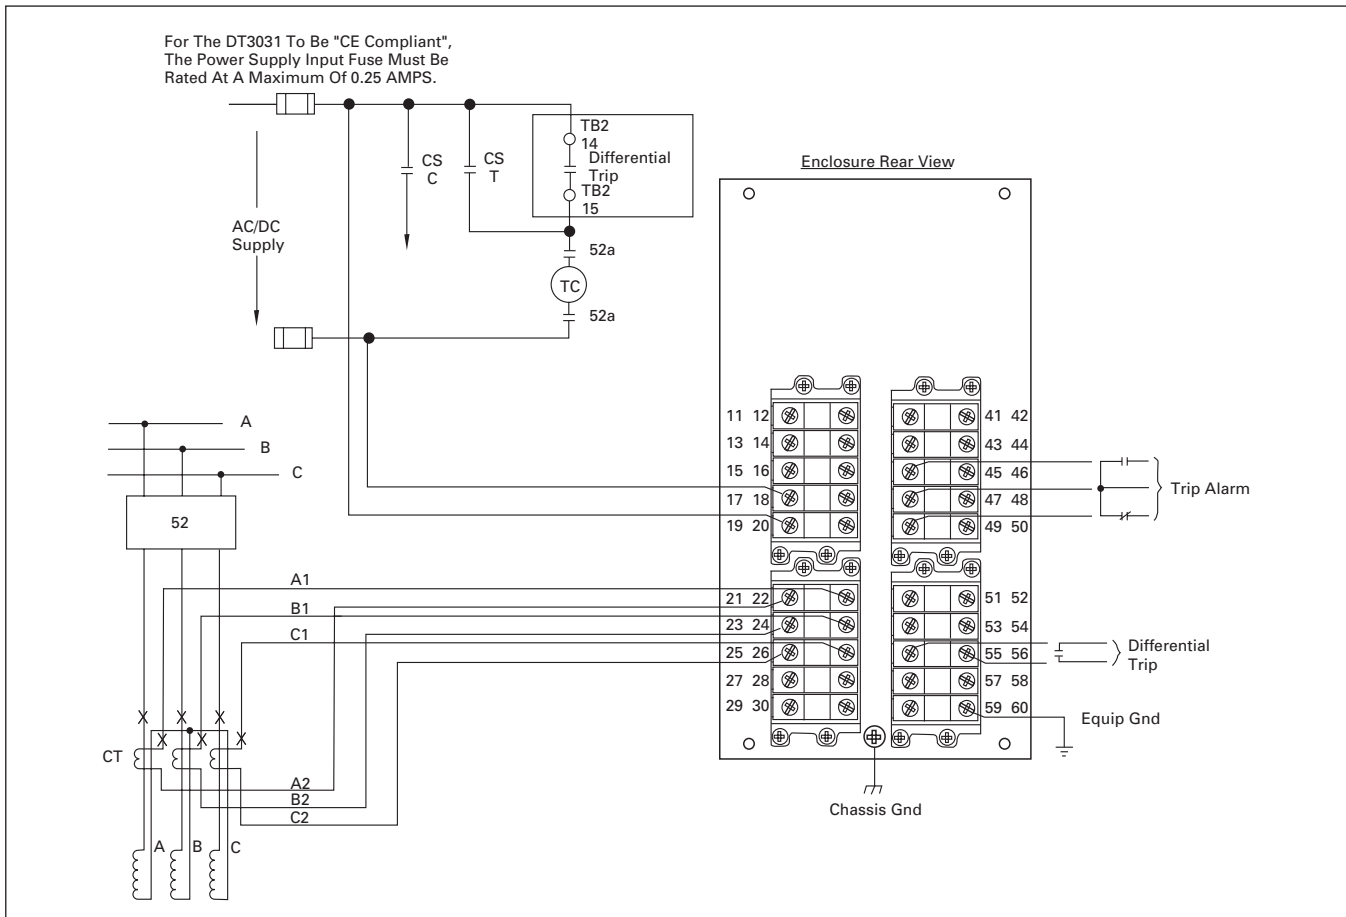 For The DT3031 To Be "CE Compliant",
The Power Supply Input Fuse Must Be
Rated At A Maximum Of 0.25 AMPS.
TB2
14
Differential
Trip
TB2
15
CS
C
CS
T
AC/DC
Supply
52a
TC
52a
Enclosure Rear View
11 12
13 14
15 16
17 18
19 20
21 22
23 24
25 26
27 28
29 30
41 42
43 44
45 46
47 48
49 50
51 52
53 54
55 56
57 58
59 60
Trip Alarm
Differential
Trip
Equip Gnd
Chassis Gnd
A
B
C
52
A1
B1
C1
CT
A2
B2
C2
A
B
C